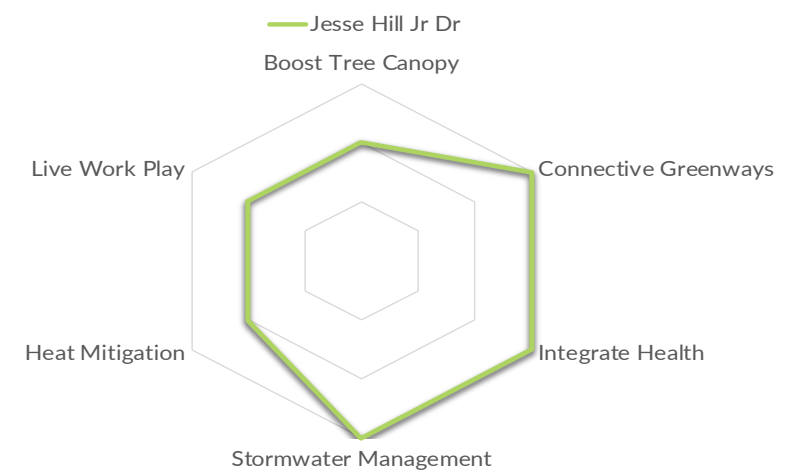 Jesse Hill Jr Dr
Boost Tree Canopy
Live Work Play
Connective Greenways
Heat Mitigation
Integrate Health
Stormwater Management